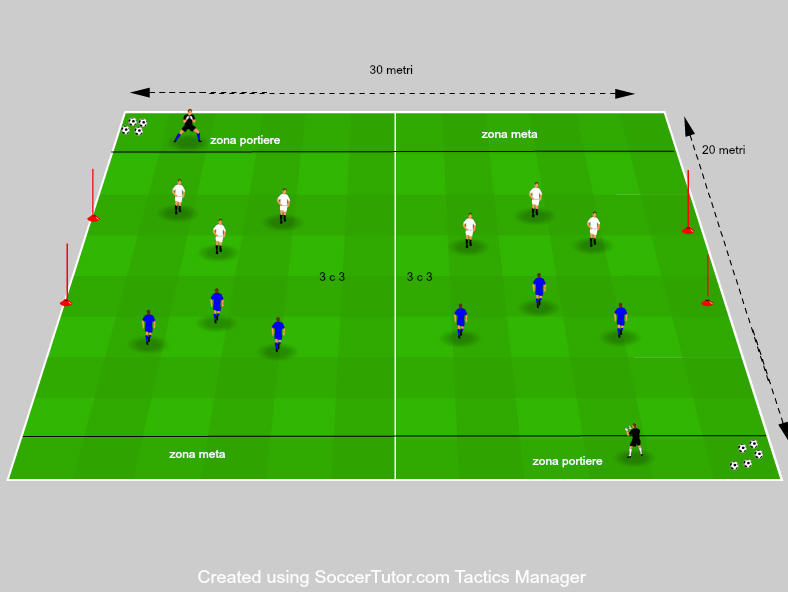 30 metri
zona meta
zona portiere
20 metri
3 c 3
3 c 3
zona meta
zona portiere
Created using SoccerTutor.com Tactics Manager